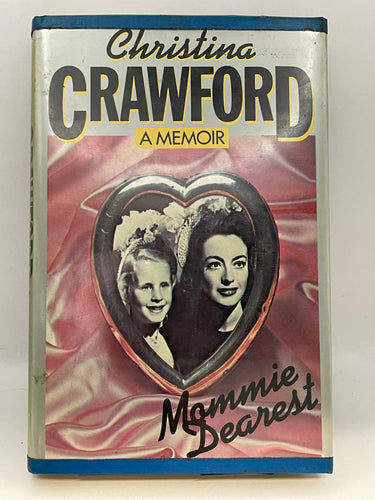 Christina
CRAWFORD
A MEMOIR
Mommie
Dearest